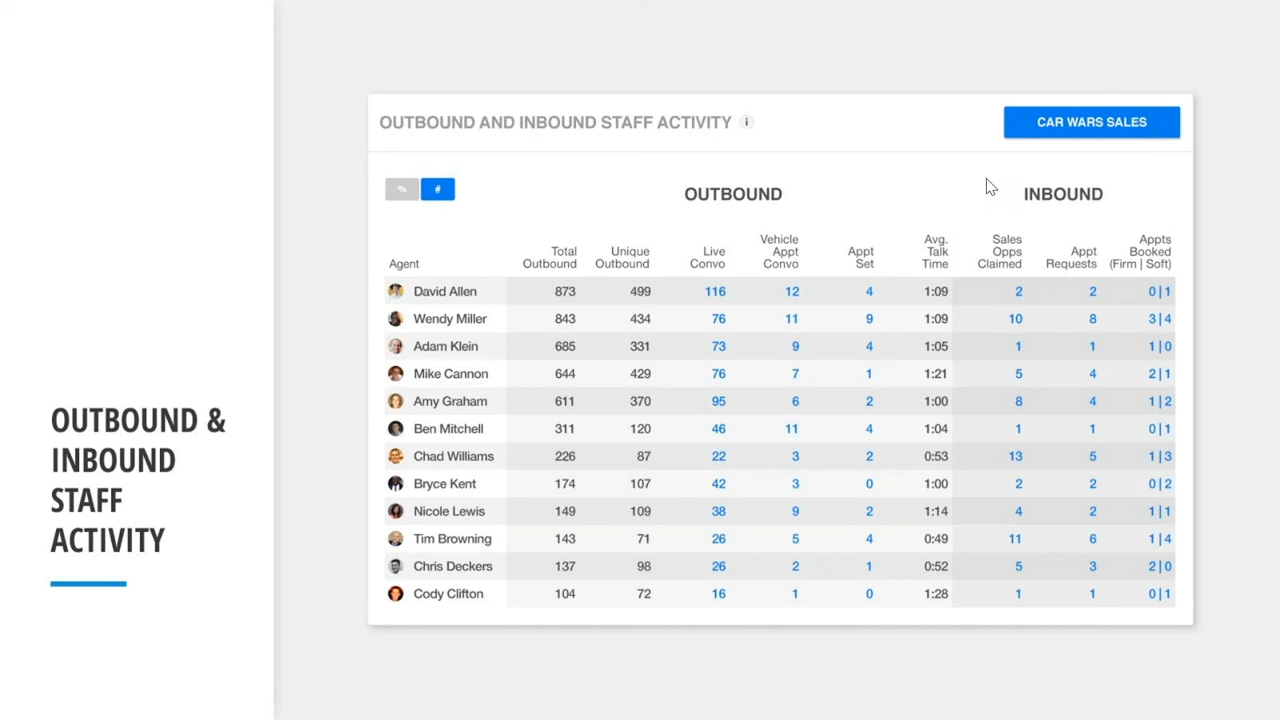 OUTBOUND &
INBOUND
STAFF
ACTIVITY
OUTBOUND AND INBOUND STAFF ACTIVITY i
CAR WARS SALES
% #
OUTBOUND INBOUND
Agent Total Outbound Unique Outbound Live Convo Vehicle Appt Convo Appt Set Avg. Talk Time Sales Opps Claimed Appt Requests Appts Booked (Firm | Soft)
David Allen 873 499 116 12 4 1:09 2 2 0|1
Wendy Miller 843 434 76 11 9 1:09 10 8 3|4
Adam Klein 685 331 73 9 4 1:05 1 1 1|0
Mike Cannon 644 429 76 7 1 1:21 5 4 2|1
Amy Graham 611 370 95 6 2 1:00 8 4 1|2
Ben Mitchell 311 120 46 11 4 1:04 1 1 0|1
Chad Williams 226 87 22 3 2 0:53 13 5 1|3
Bryce Kent 174 107 42 3 0 1:00 2 2 0|2
Nicole Lewis 149 109 38 9 2 1:14 4 2 1|1
Tim Browning 143 71 26 5 4 0:49 11 6 1|4
Chris Deckers 137 98 26 2 1 0:52 5 3 2|0
Cody Clifton 104 72 16 1 0 1:28 1 1 0|1